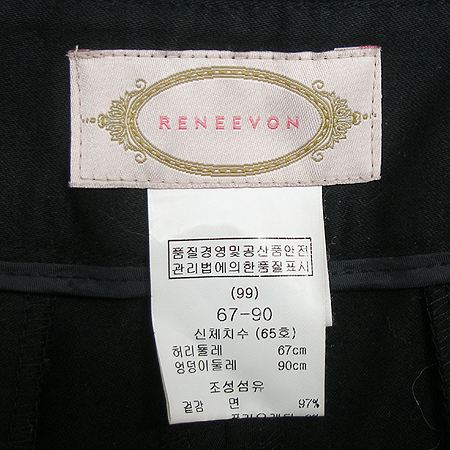 RENEEVON
품질경영및공산품안전
관리법에의한품질표시
(99)
67-90
신체치수 (65호)
허리둘레 67cm
엉덩이둘레 90cm
조성섬유
겉감 면 97%